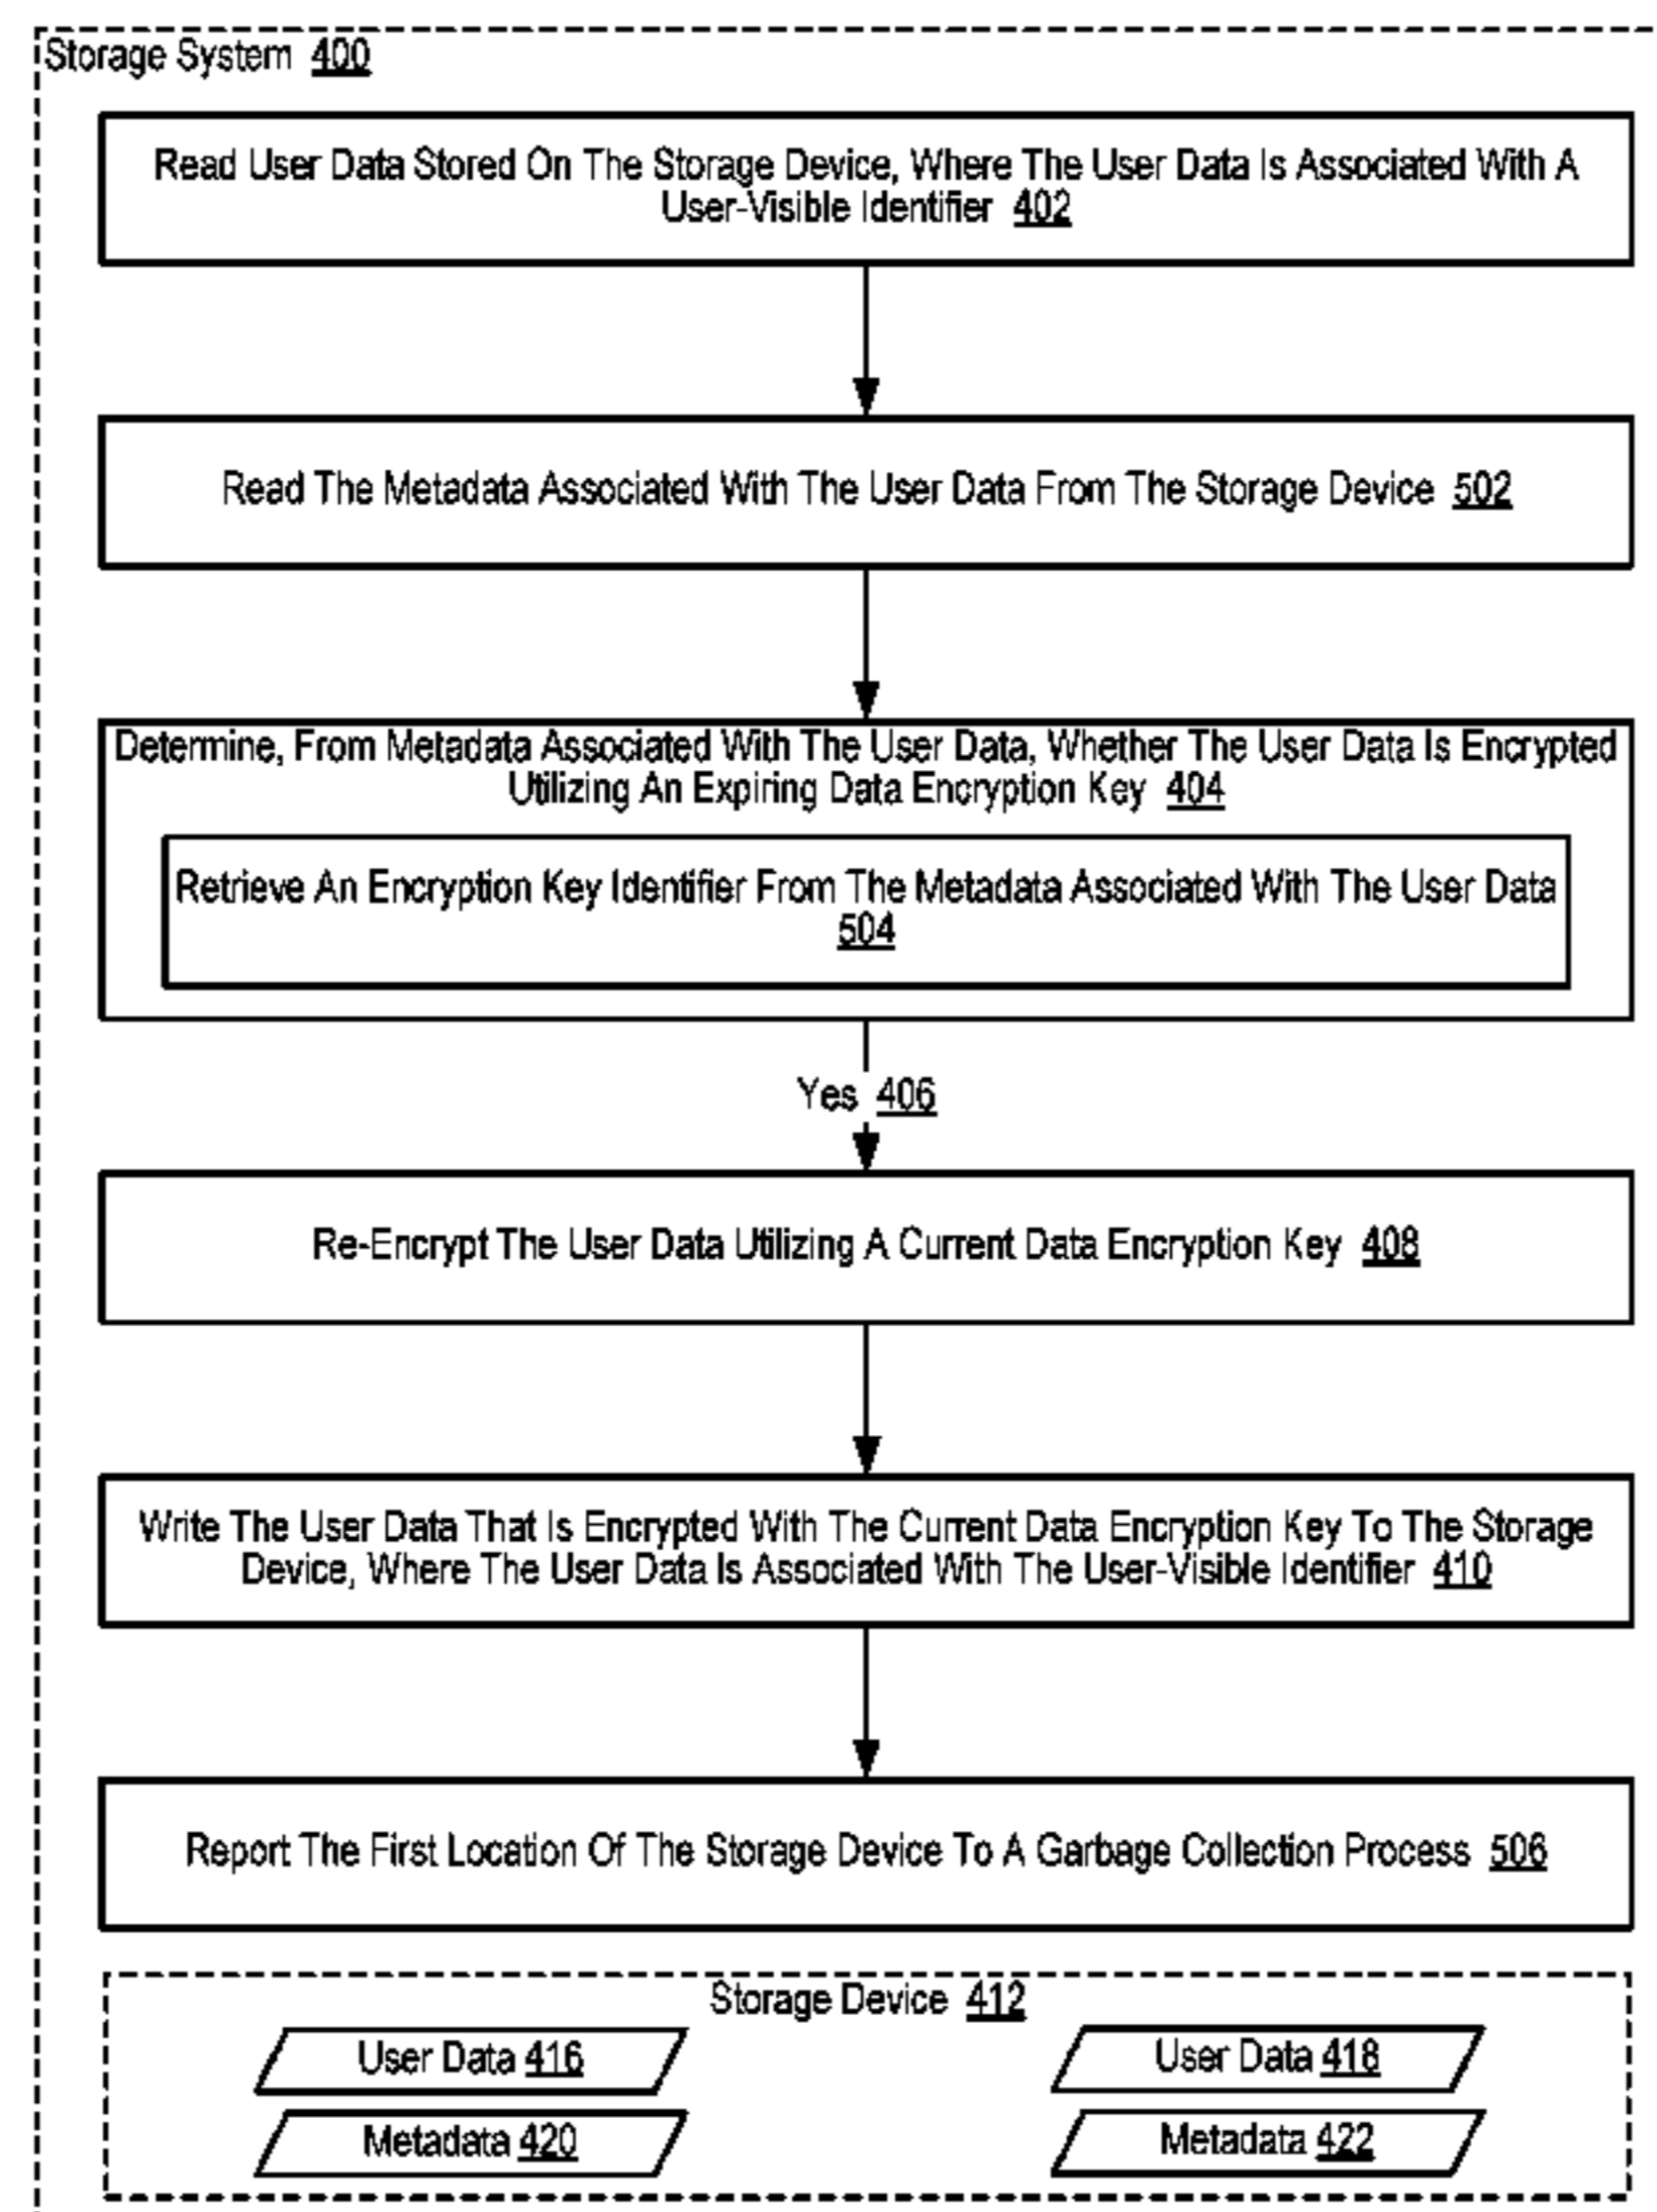 Storage System 400
Read User Data Stored On The Storage Device, Where The User Data Is Associated With A
User-Visible Identifier 402
Read The Metadata Associated With The User Data From The Storage Device 502
Determine, From Metadata Associated With The User Data, Whether The User Data Is Encrypted
Utilizing An Expiring Data Encryption Key 404
Retrieve An Encryption Key Identifier From The Metadata Associated With The User Data
504
Yes 406
Re-Encrypt The User Data Utilizing A Current Data Encryption Key 408
Write The User Data That Is Encrypted With The Current Data Encryption Key To The Storage
Device, Where The User Data Is Associated With The User-Visible Identifier 410
Report The First Location Of The Storage Device To A Garbage Collection Process 506
Storage Device 412
User Data 416
User Data 418
Metadata 420
Metadata 422